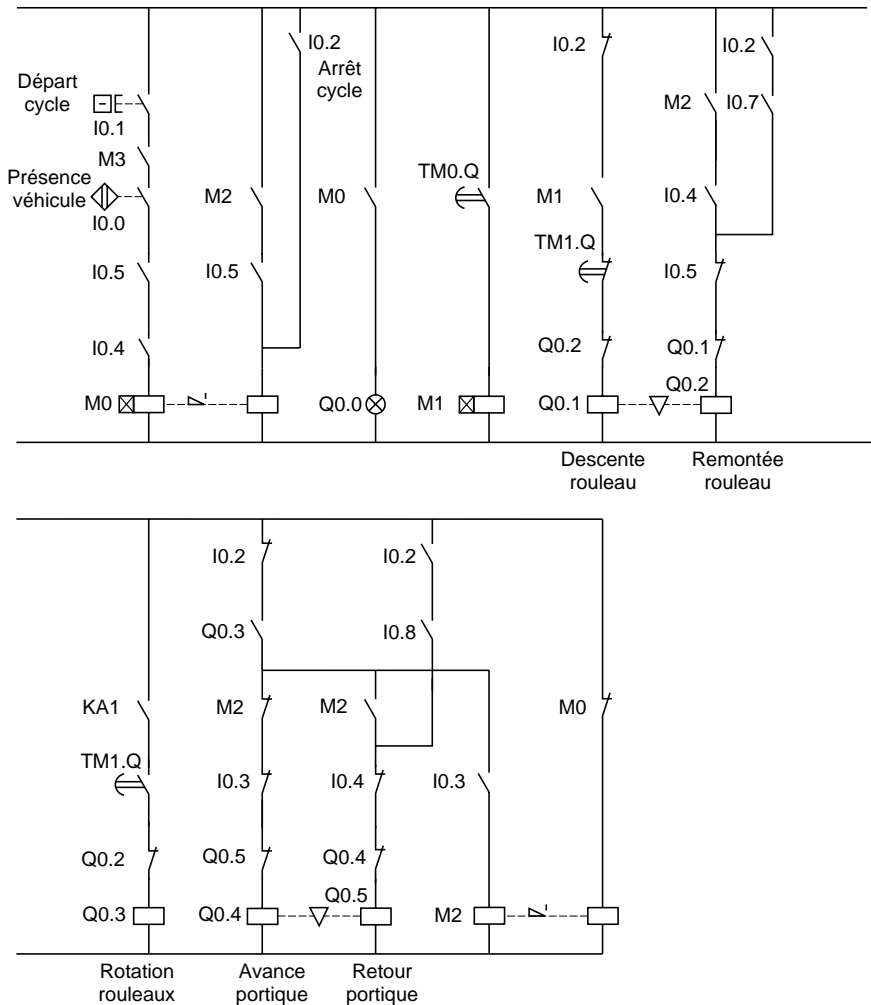 I0.2
Arrêt
cycle
I0.2
I0.2
Départ
cycle
I0.1
M2
I0.7
M3
Présence
véhicule
I0.0
M2
M0
TM0.Q
M1
I0.4
TM1.Q
I0.5
I0.5
I0.5
I0.4
Q0.2
Q0.1
M0
Q0.0
M1
Q0.1
Q0.2
Descente
rouleau
Remontée
rouleau
I0.2
I0.2
Q0.3
I0.8
KA1
M2
M2
M0
TM1.Q
I0.3
I0.4
I0.3
Q0.2
Q0.5
Q0.4
Q0.3
Q0.4
Q0.5
M2
Rotation
rouleaux
Avance
portique
Retour
portique